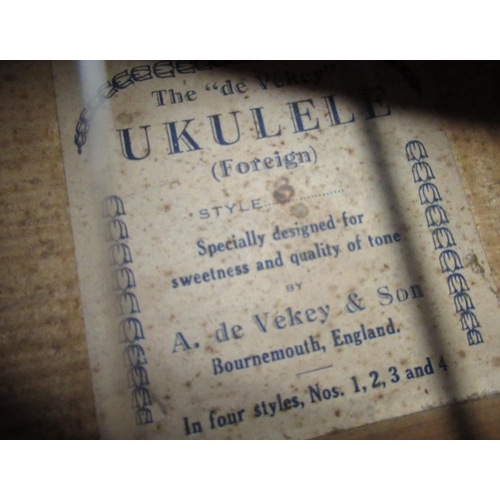 The "de Vekey"
UKULELE
(Foreign)
STYLE 3
Specially designed for
sweetness and quality of tone
BY
A. de Vekey & Son
Bournemouth, England.
In four styles, Nos. 1, 2, 3 and 4